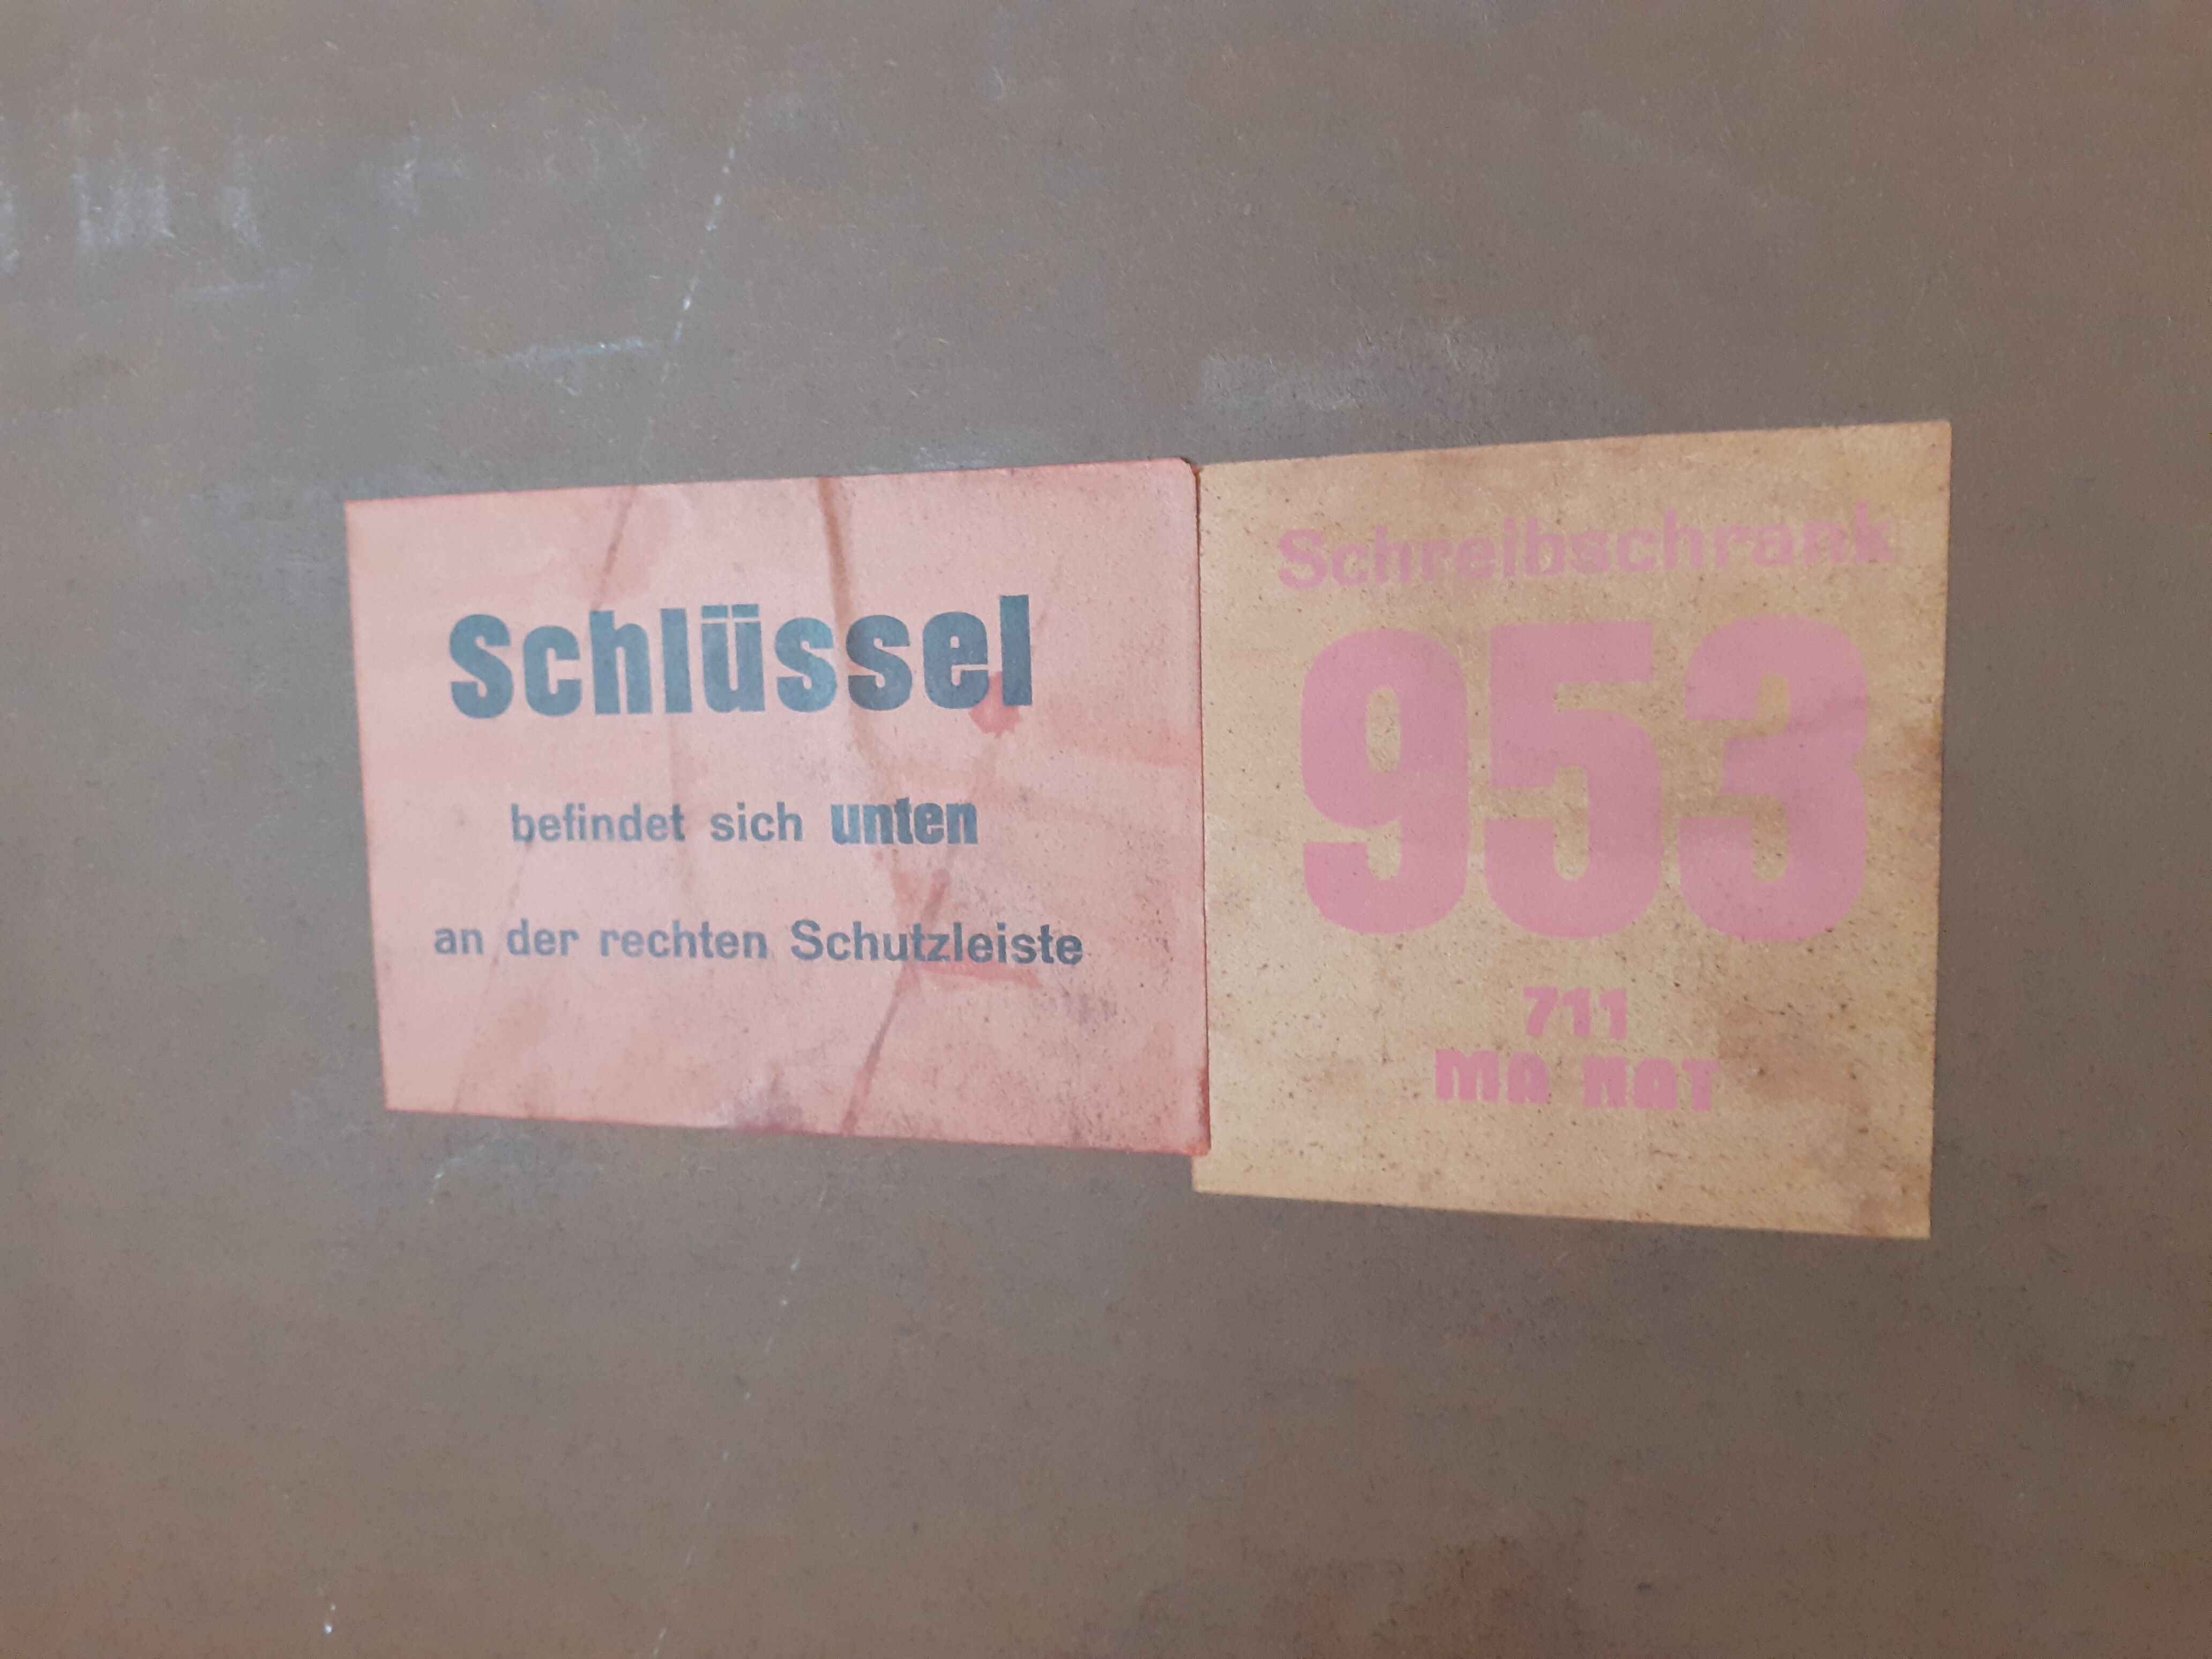 Schlüssel
befindet sich unten
an der rechten Schutzleiste
Schreibschrank
953
711
MA NAT